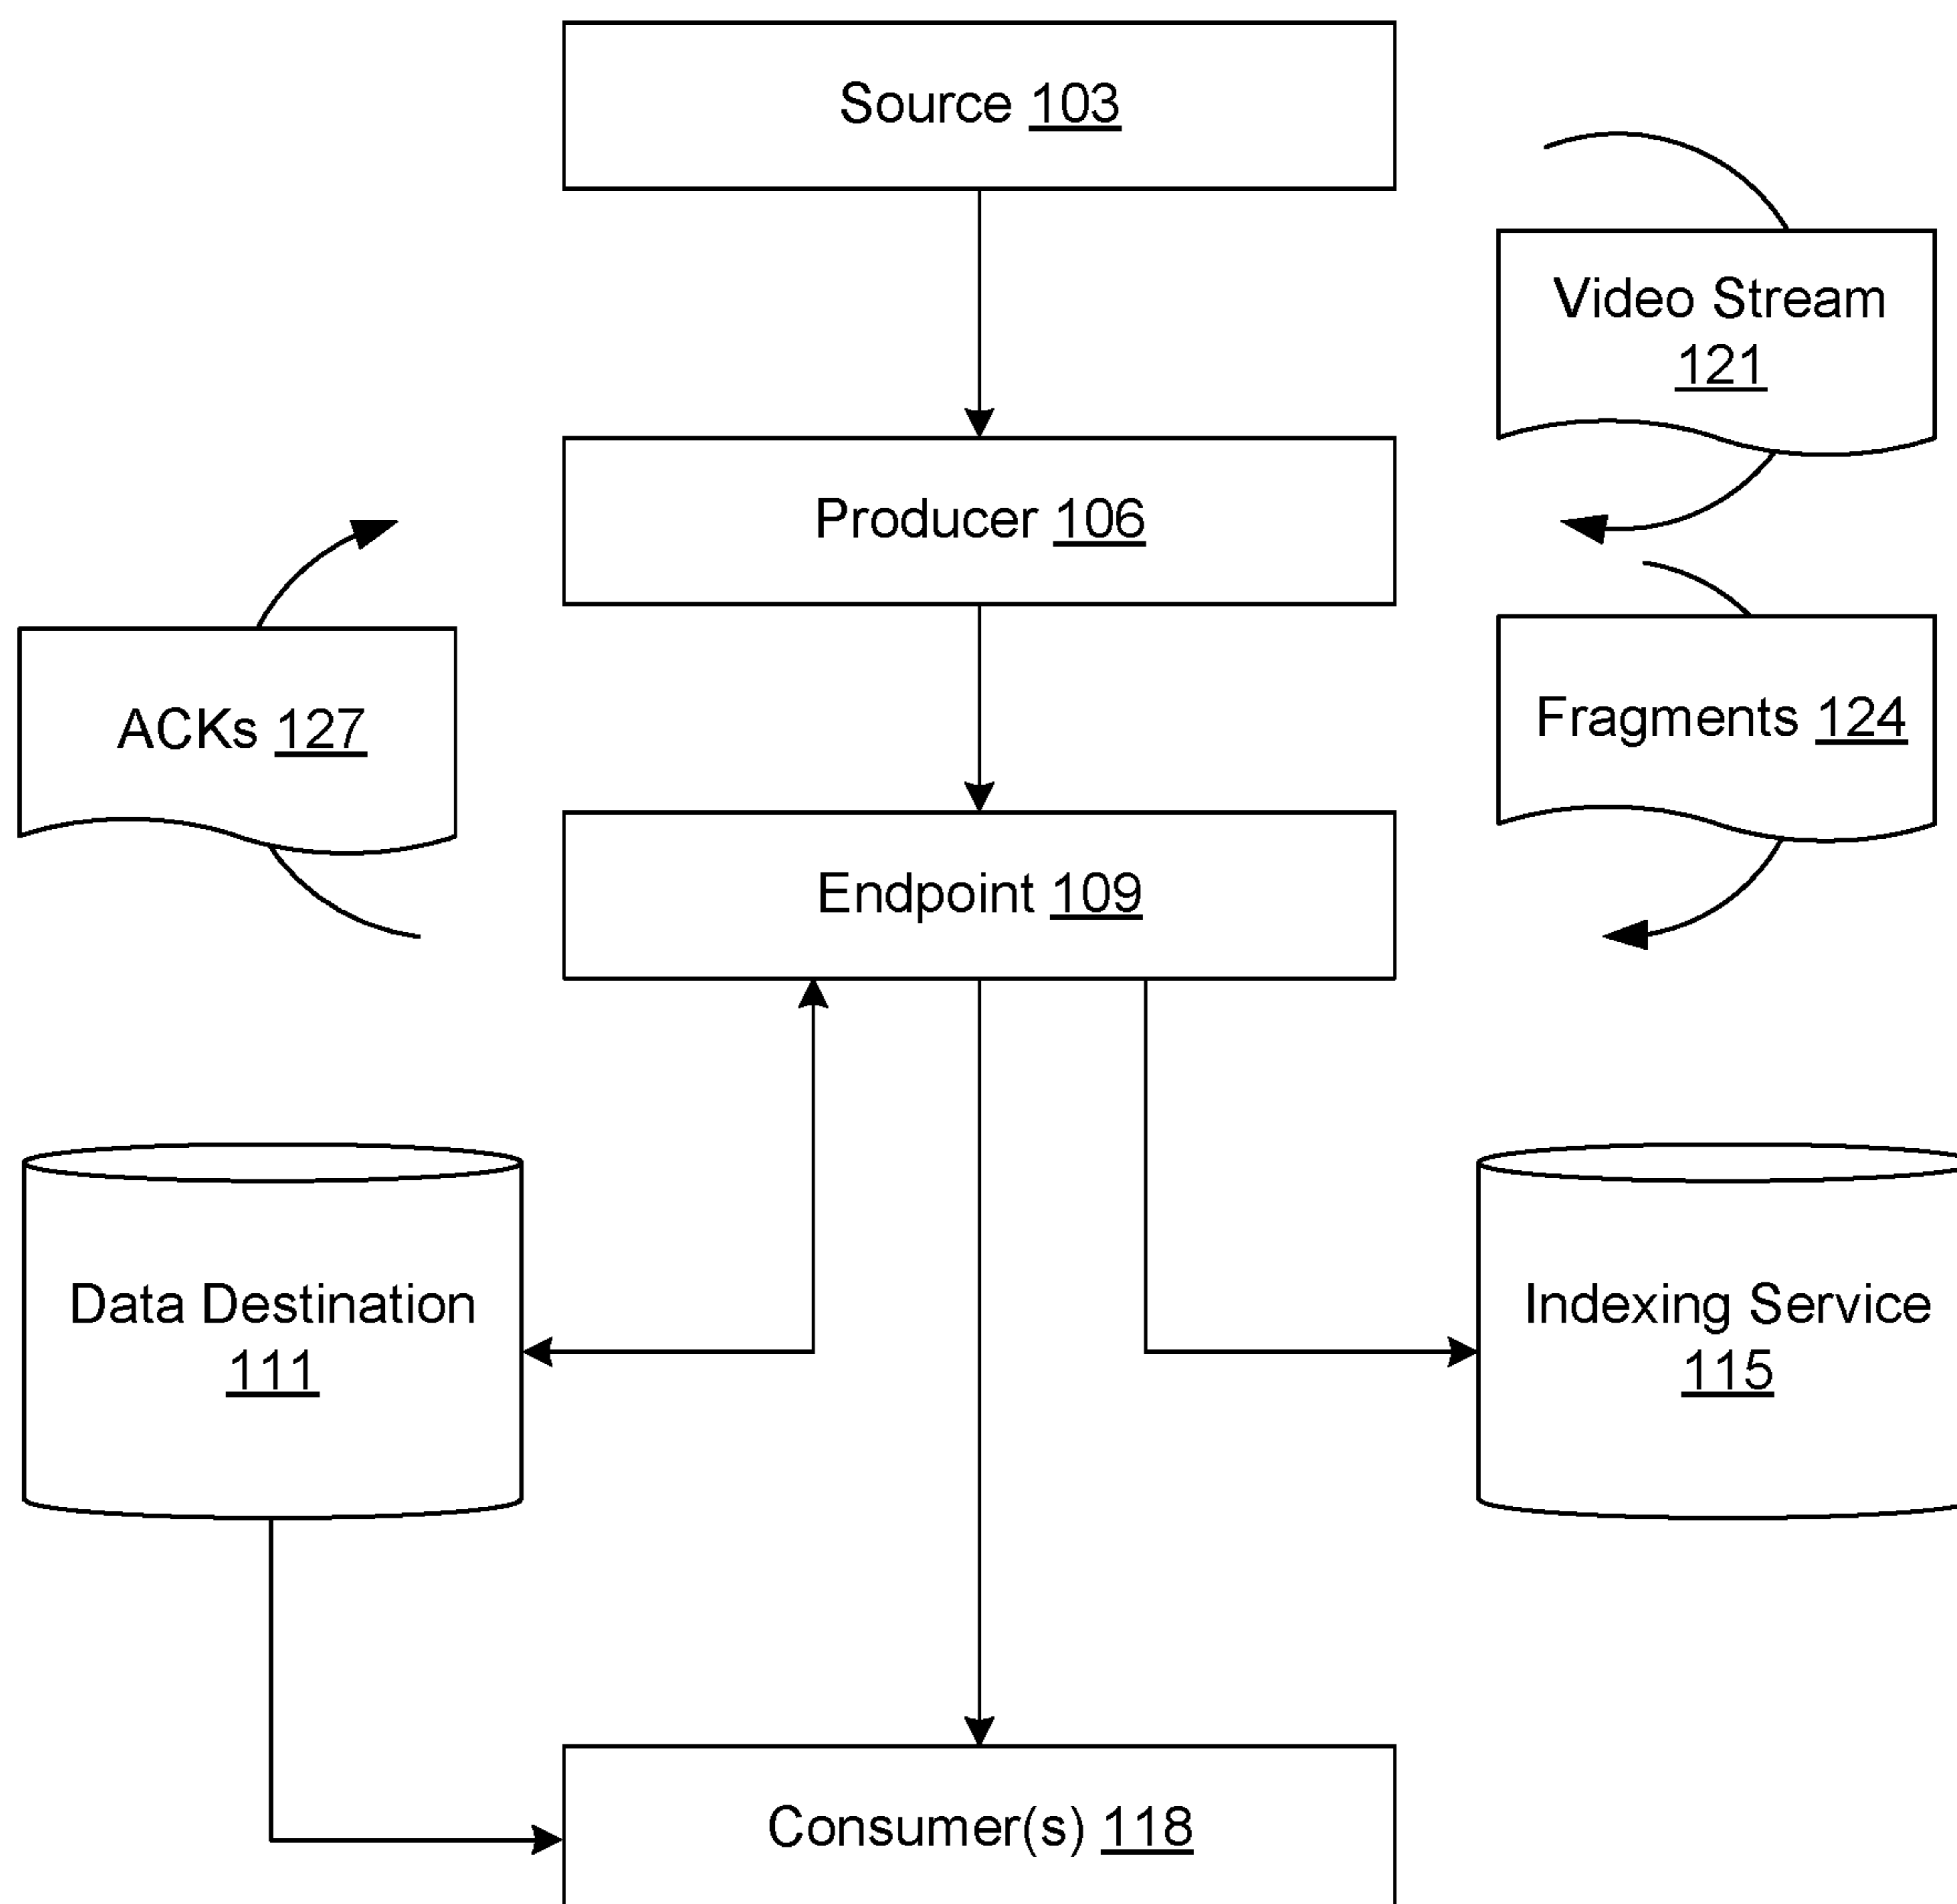 Source 103
Video Stream
121
Producer 106
ACKs 127
Fragments 124
Endpoint 109
Data Destination
111
Indexing Service
115
Consumer(s) 118